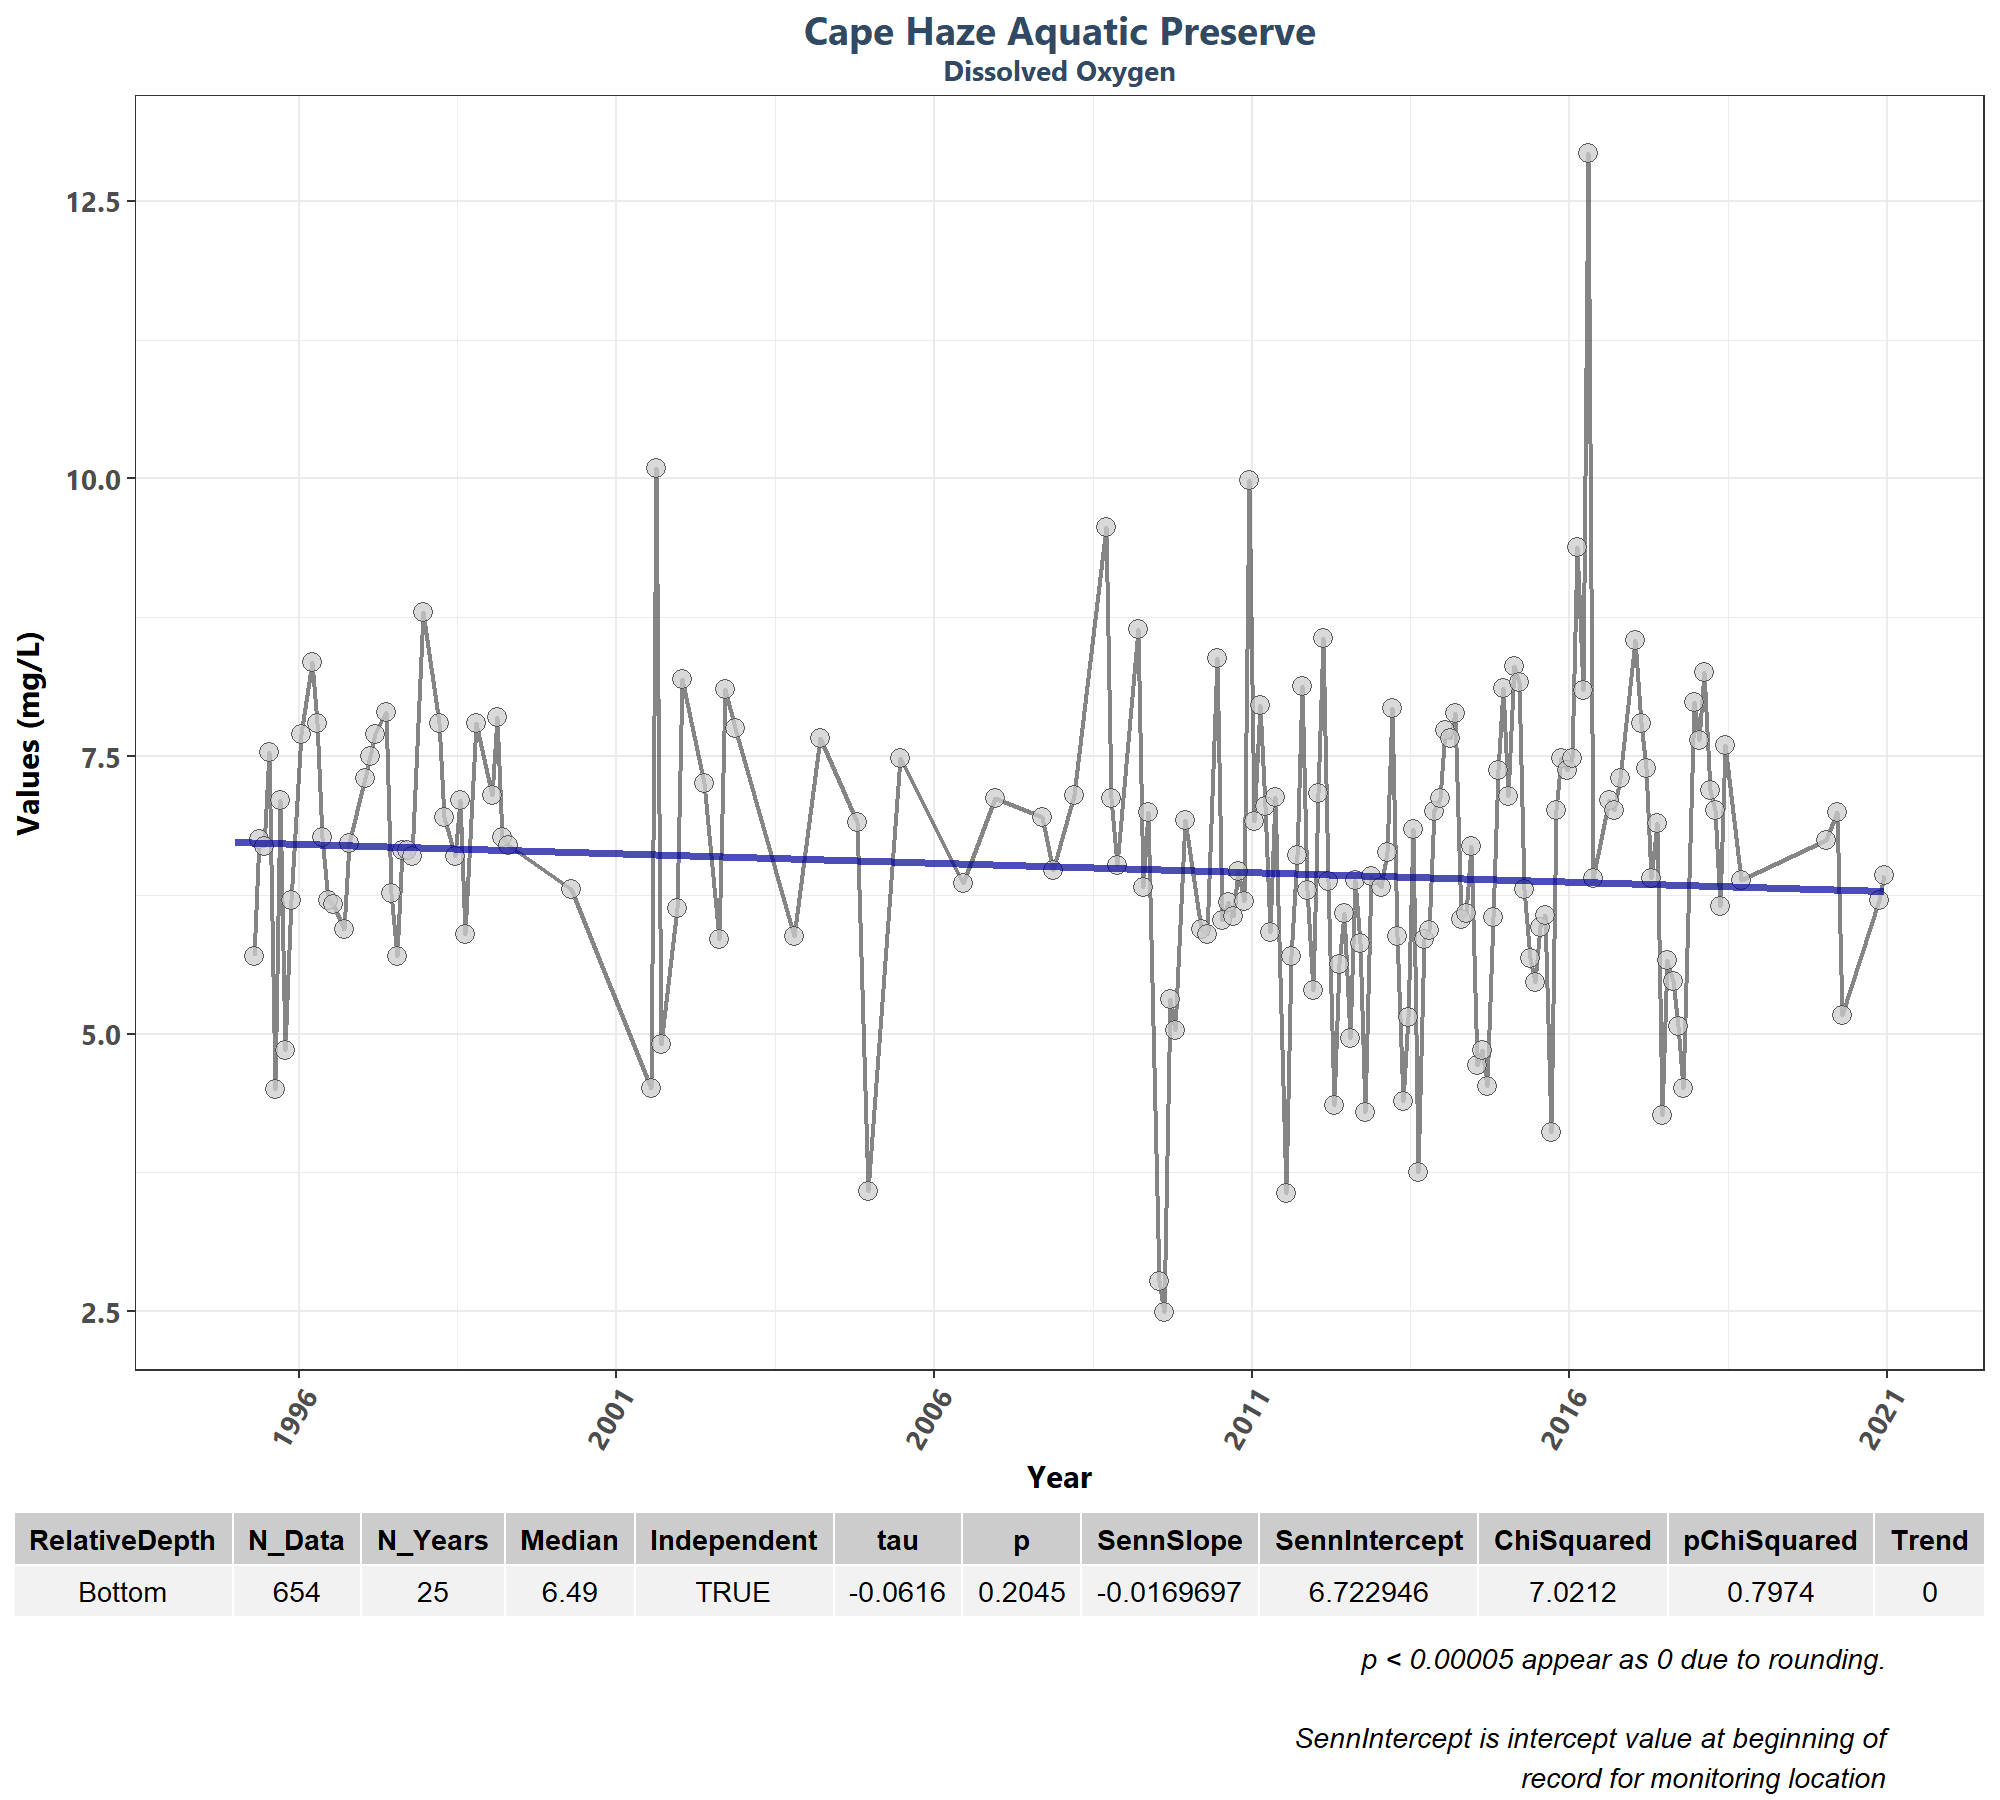 Cape Haze Aquatic Preserve
Dissolved Oxygen
Values (mg/L)
12.5
10.0
7.5
5.0
2.5
1996 2001 2006 2011 2016 2021
Year
RelativeDepth N_Data N_Years Median Independent tau p SennSlope SennIntercept ChiSquared pChiSquared Trend
Bottom 654 25 6.49 TRUE -0.0616 0.2045 -0.0169697 6.722946 7.0212 0.7974 0
p < 0.00005 appear as 0 due to rounding.
SennIntercept is intercept value at beginning of
record for monitoring location